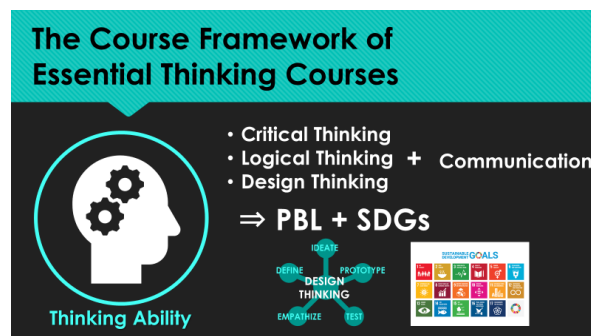 The Course Framework of
Essential Thinking Courses
• Critical Thinking
• Logical Thinking + Communication
• Design Thinking
⇒ PBL + SDGs
Thinking Ability
IDEATE
DEFINE PROTOTYPE
DESIGN
THINKING
EMPATHIZE TEST
SUSTAINABLE
DEVELOPMENT GOALS